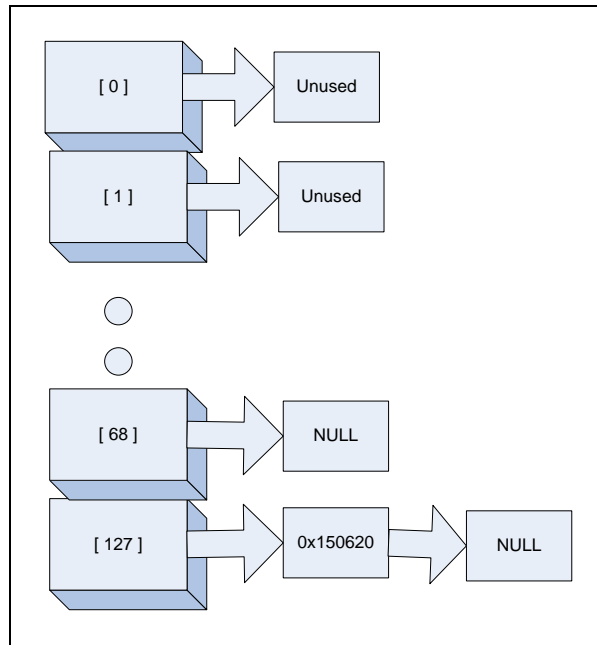 [ 0 ]
Unused
[ 1 ]
Unused
[ 68 ]
NULL
[ 127 ]
0x150620
NULL